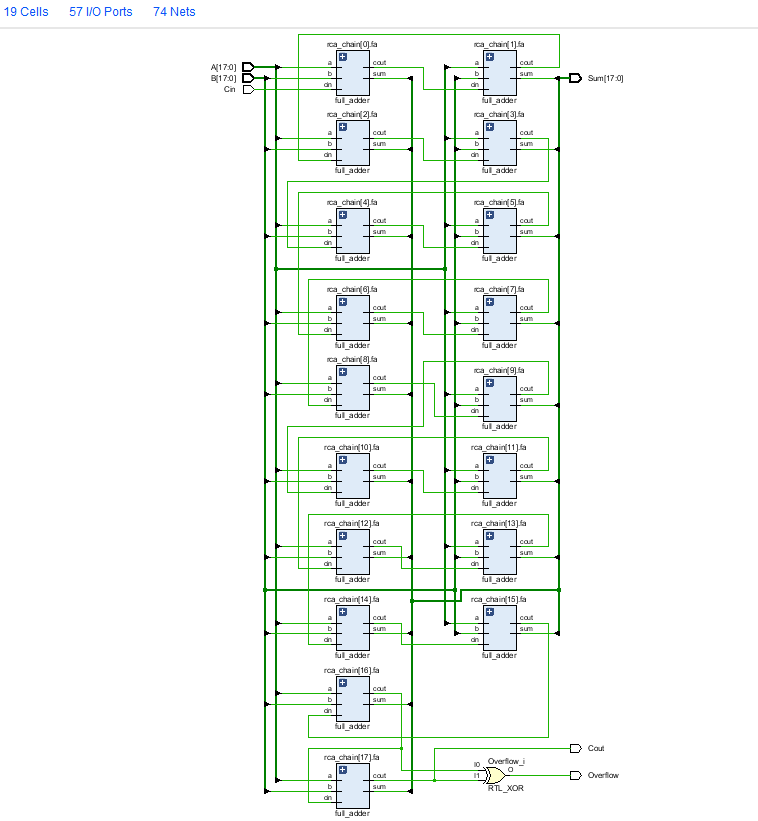 19 Cells 57 I/O Ports 74 Nets
rca_chain[0].fa rca_chain[1].fa
A[17:0] a cout a cout
B[17:0] b sum b sum Sum[17:0]
Cin cin cin
full_adder full_adder
rca_chain[2].fa rca_chain[3].fa
a cout a cout
b sum b sum
cin cin
full_adder full_adder
rca_chain[4].fa rca_chain[5].fa
a cout a cout
b sum b sum
cin cin
full_adder full_adder
rca_chain[6].fa rca_chain[7].fa
a cout a cout
b sum b sum
cin cin
full_adder full_adder
rca_chain[8].fa rca_chain[9].fa
a cout a cout
b sum b sum
cin cin
full_adder full_adder
rca_chain[10].fa rca_chain[11].fa
a cout a cout
b sum b sum
cin cin
full_adder full_adder
rca_chain[12].fa rca_chain[13].fa
a cout a cout
b sum b sum
cin cin
full_adder full_adder
rca_chain[14].fa rca_chain[15].fa
a cout a cout
b sum b sum
cin cin
full_adder full_adder
rca_chain[16].fa
a cout
b sum
cin
full_adder
Cout
rca_chain[17].fa Overflow_i
I0 O
a cout I1 Overflow
b sum RTL_XOR
cin
full_adder